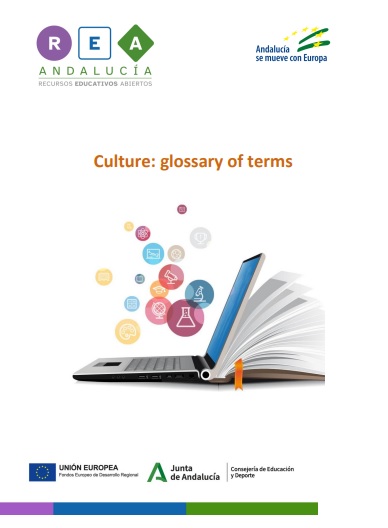 R E A
ANDALUCÍA
RECURSOS EDUCATIVOS ABIERTOS
Andalucía
se mueve con Europa
Culture: glossary of terms
UNIÓN EUROPEA
Fondos Europeo de Desarrollo Regional
Junta
de Andalucía
Consejería de Educación
y Deporte